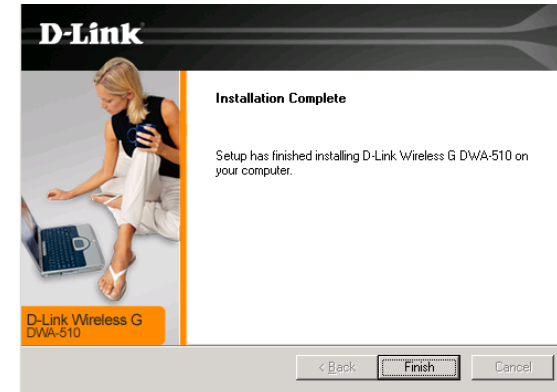 D-Link
Installation Complete
Setup has finished installing D-Link Wireless G DWA-510 on
your computer.
D-Link Wireless G
DWA-510
< Back
Finish
Cancel